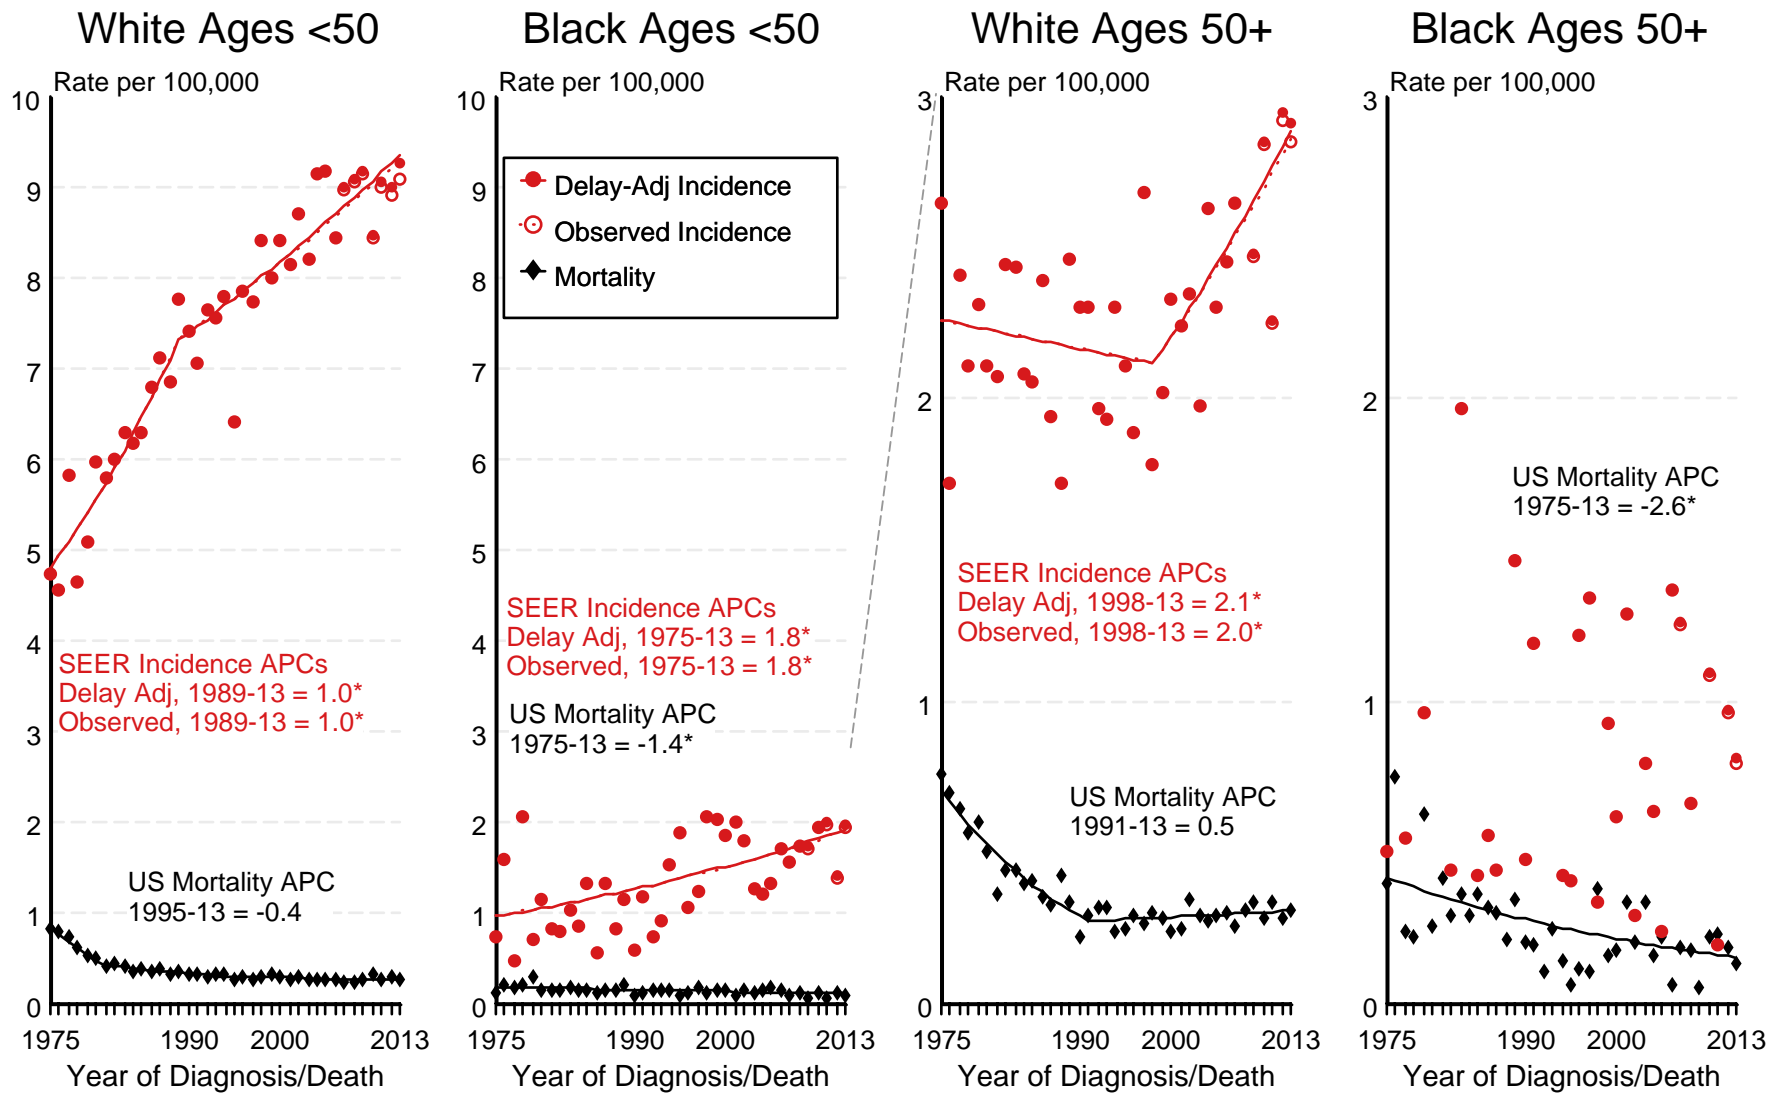 White Ages <50
Rate per 100,000
10
9
8
7
6
5
4
3
2
1
0
SEER Incidence APCs
Delay Adj, 1989-13 = 1.0*
Observed, 1989-13 = 1.0*
US Mortality APC
1995-13 = -0.4
1975
1990
2000
2013
Year of Diagnosis/Death
Black Ages <50
Rate per 100,000
10
9
8
7
6
5
4
3
2
1
0
Delay-Adj Incidence
Observed Incidence
Mortality
SEER Incidence APCs
Delay Adj, 1975-13 = 1.8*
Observed, 1975-13 = 1.8*
US Mortality APC
1975-13 = -1.4*
1975
1990
2000
2013
Year of Diagnosis/Death
White Ages 50+
Rate per 100,000
3
2
1
0
SEER Incidence APCs
Delay Adj, 1998-13 = 2.1*
Observed, 1998-13 = 2.0*
US Mortality APC
1991-13 = 0.5
1975
1990
2000
2013
Year of Diagnosis/Death
Black Ages 50+
Rate per 100,000
3
2
1
0
US Mortality APC
1975-13 = -2.6*
1975
1990
2000
2013
Year of Diagnosis/Death